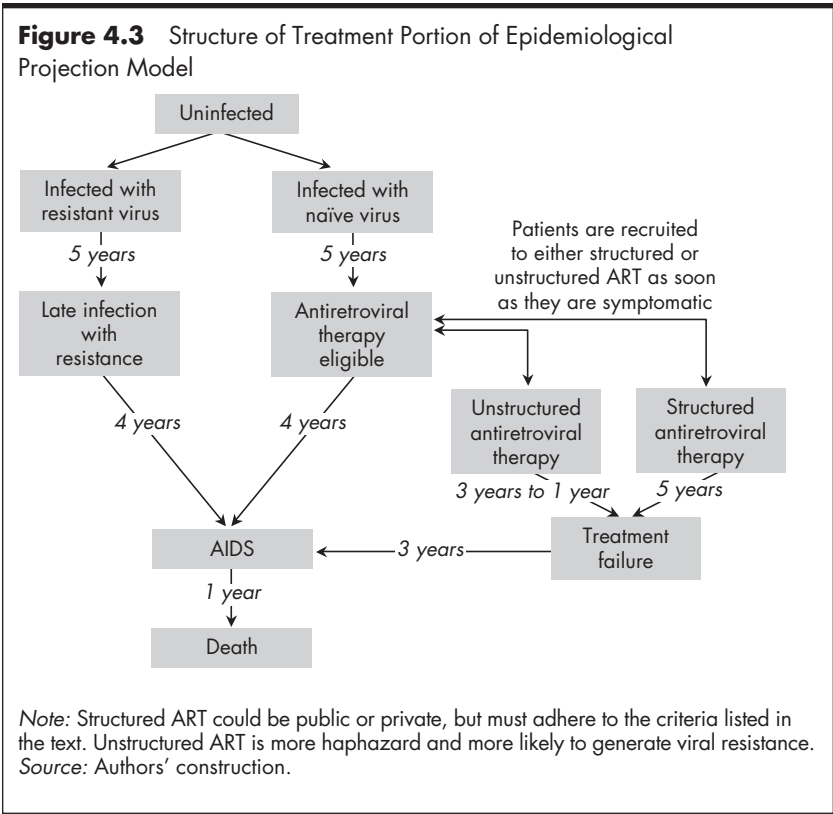 Figure 4.3 Structure of Treatment Portion of Epidemiological
Projection Model
Uninfected
Infected with
resistant virus
Infected with
naïve virus
5 years
5 years
Patients are recruited
to either structured or
unstructured ART as soon
as they are symptomatic
Late infection
with
resistance
Antiretroviral
therapy
eligible
4 years
4 years
Unstructured
antiretroviral
therapy
Structured
antiretroviral
therapy
3 years to 1 year
5 years
AIDS
3 years
Treatment
failure
1 year
Death
Note: Structured ART could be public or private, but must adhere to the criteria listed in
the text. Unstructured ART is more haphazard and more likely to generate viral resistance.
Source: Authors' construction.